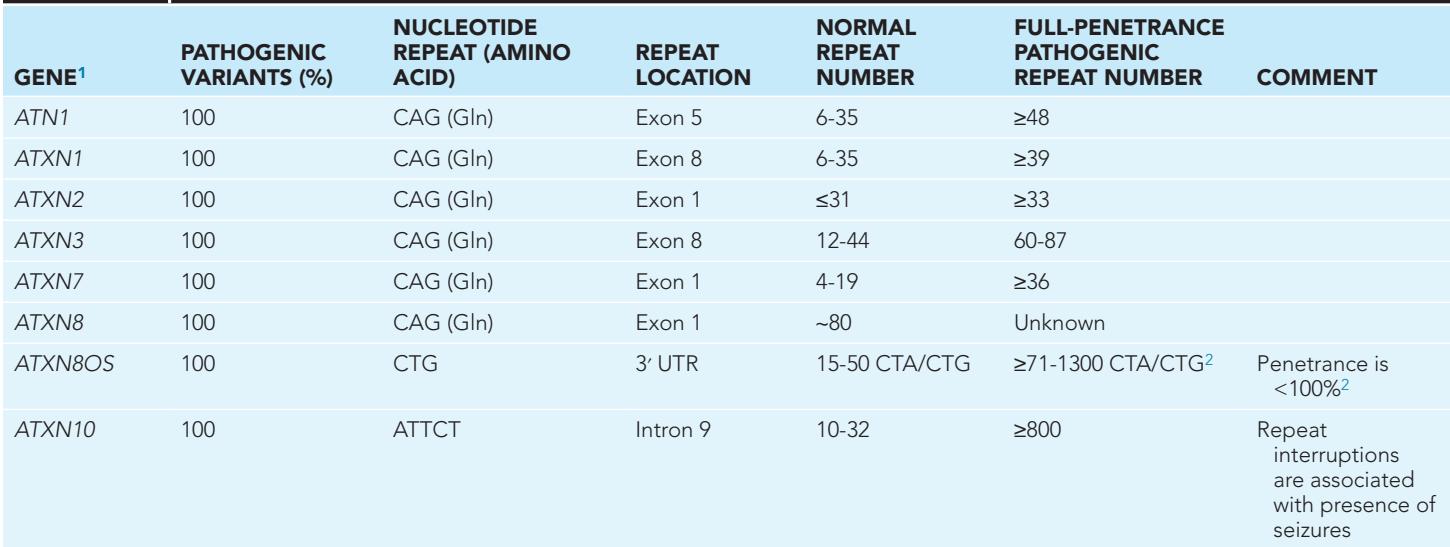 GENE1 PATHOGENIC VARIANTS (%) NUCLEOTIDE REPEAT (AMINO ACID) REPEAT LOCATION NORMAL REPEAT NUMBER FULL-PENETRANCE PATHOGENIC REPEAT NUMBER COMMENT
ATN1 100 CAG (Gln) Exon 5 6-35 ≥48
ATXN1 100 CAG (Gln) Exon 8 6-35 ≥39
ATXN2 100 CAG (Gln) Exon 1 ≤31 ≥33
ATXN3 100 CAG (Gln) Exon 8 12-44 60-87
ATXN7 100 CAG (Gln) Exon 1 4-19 ≥36
ATXN8 100 CAG (Gln) Exon 1 ~80 Unknown
ATXN8OS 100 CTG 3′ UTR 15-50 CTA/CTG ≥71-1300 CTA/CTG2 Penetrance is
<100%2
ATXN10 100 ATTCT Intron 9 10-32 ≥800 Repeat
interruptions
are associated
with presence of
seizures